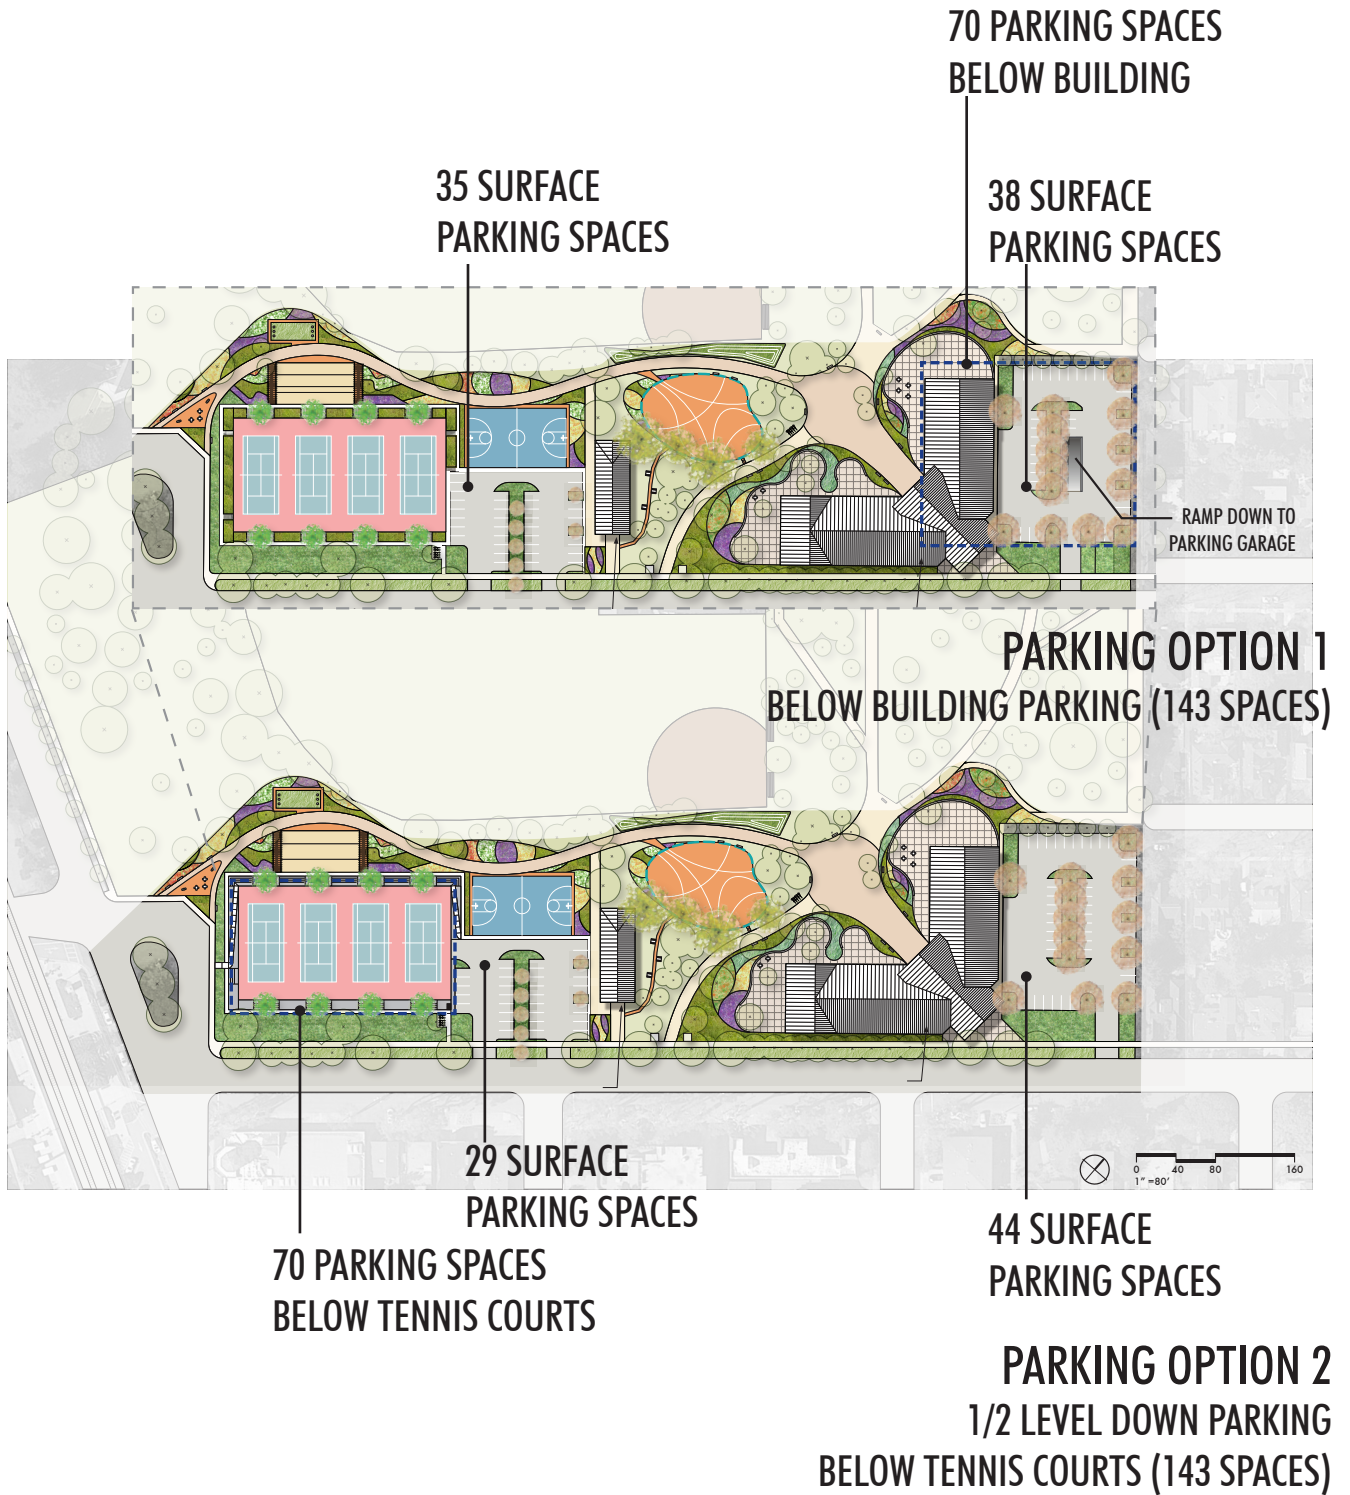 70 PARKING SPACES
BELOW BUILDING
35 SURFACE
PARKING SPACES
38 SURFACE
PARKING SPACES
RAMP DOWN TO
PARKING GARAGE
PARKING OPTION 1
BELOW BUILDING PARKING (143 SPACES)
29 SURFACE
PARKING SPACES
70 PARKING SPACES
BELOW TENNIS COURTS
0 40 80 160
1" =80'
44 SURFACE
PARKING SPACES
PARKING OPTION 2
1/2 LEVEL DOWN PARKING
BELOW TENNIS COURTS (143 SPACES)